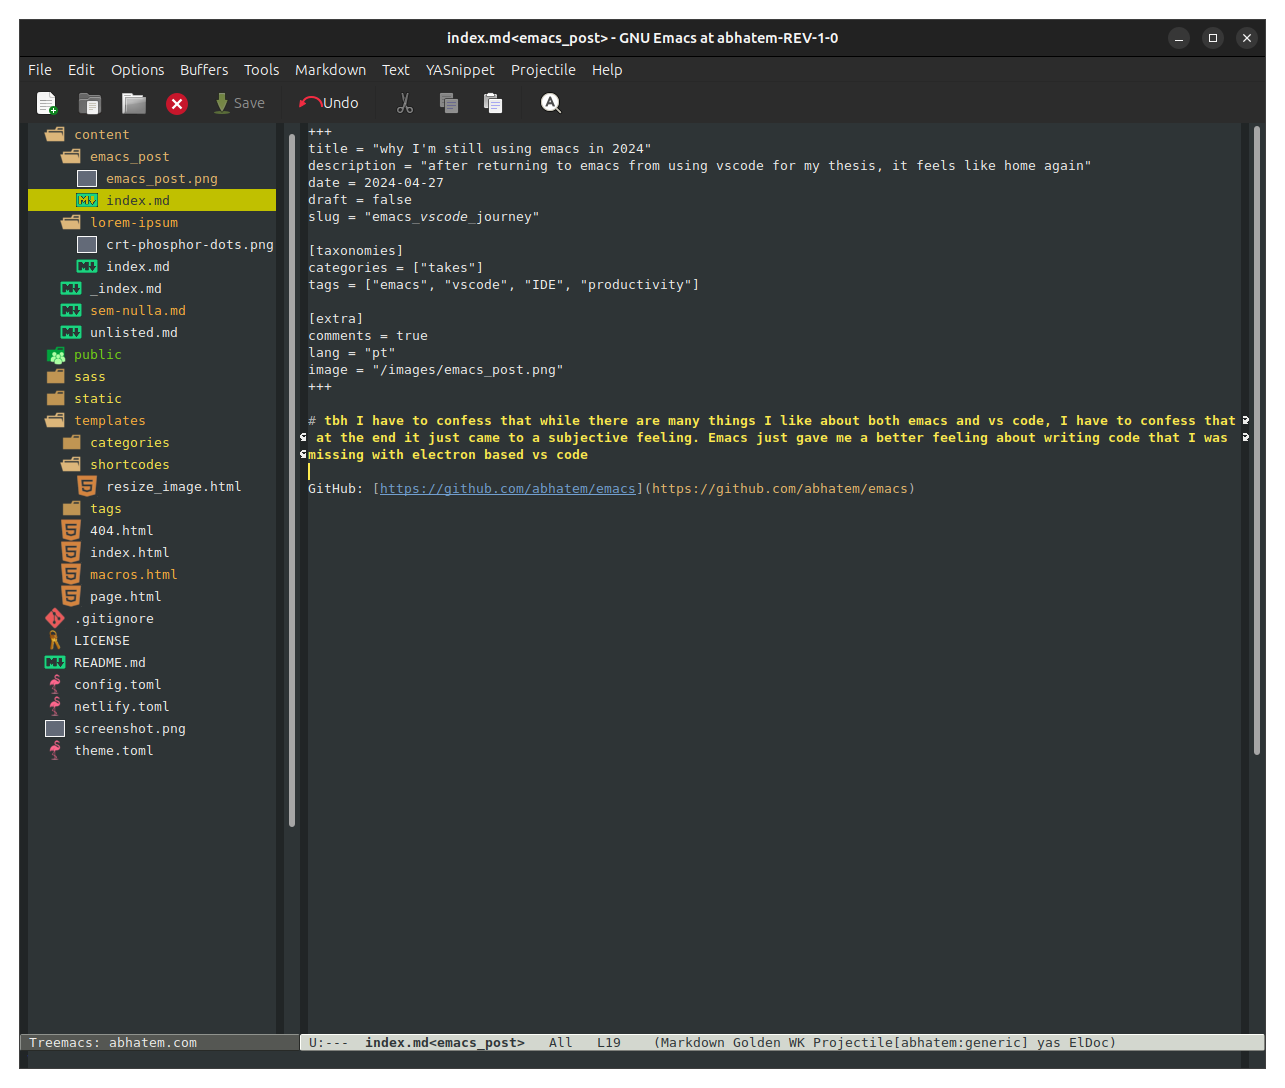 index.md<emacs_post> - GNU Emacs at abhatem-REV-1-0
File Edit Options Buffers Tools Markdown Text YASnippet Projectile Help
Save Undo
content
emacs_post
emacs_post.png
index.md
lorem-ipsum
crt-phosphor-dots.png
index.md
_index.md
sem-nulla.md
unlisted.md
public
sass
static
templates
categories
shortcodes
resize_image.html
tags
404.html
index.html
macros.html
page.html
.gitignore
LICENSE
README.md
config.toml
netlify.toml
screenshot.png
theme.toml
+++
title = "why I'm still using emacs in 2024"
description = "after returning to emacs from using vscode for my thesis, it feels like home again"
date = 2024-04-27
draft = false
slug = "emacs_vscode_journey"
[taxonomies]
categories = ["takes"]
tags = ["emacs", "vscode", "IDE", "productivity"]
[extra]
comments = true
lang = "pt"
image = "/images/emacs_post.png"
+++
# tbh I have to confess that while there are many things I like about both emacs and vs code, I have to confess that
at the end it just came to a subjective feeling. Emacs just gave me a better feeling about writing code that I was
missing with electron based vs code
GitHub: [https://github.com/abhatem/emacs](https://github.com/abhatem/emacs)
Treemacs: abhatem.com
U:--- index.md<emacs_post> All L19 (Markdown Golden WK Projectile[abhatem:generic] yas ElDoc)